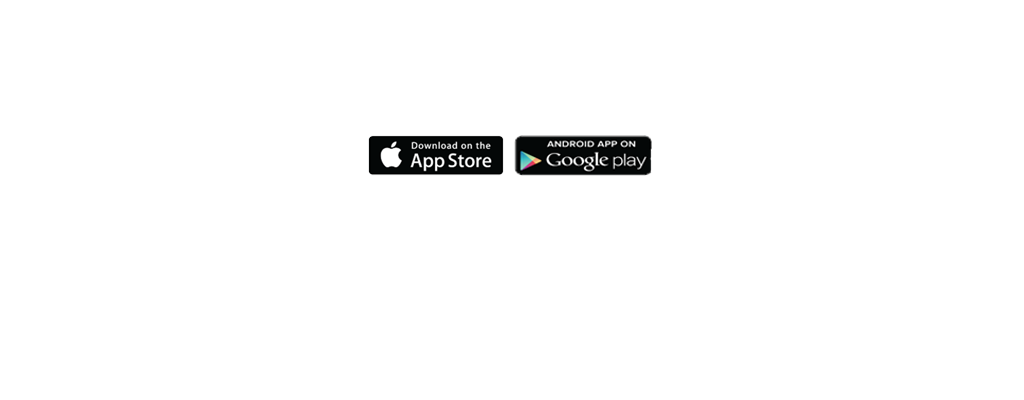 Download on the
App Store
ANDROID APP ON
Google play